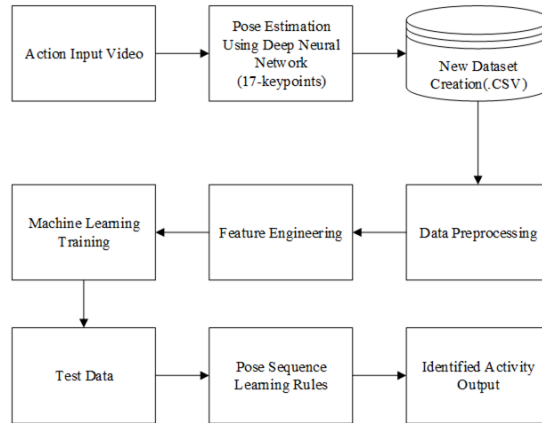 Action Input Video
Pose Estimation
Using Deep Neural
Network
(17-keypoints)
New Dataset
Creation(.CSV)
Machine Learning
Training
Feature Engineering
Data Preprocessing
Test Data
Pose Sequence
Learning Rules
Identified Activity
Output